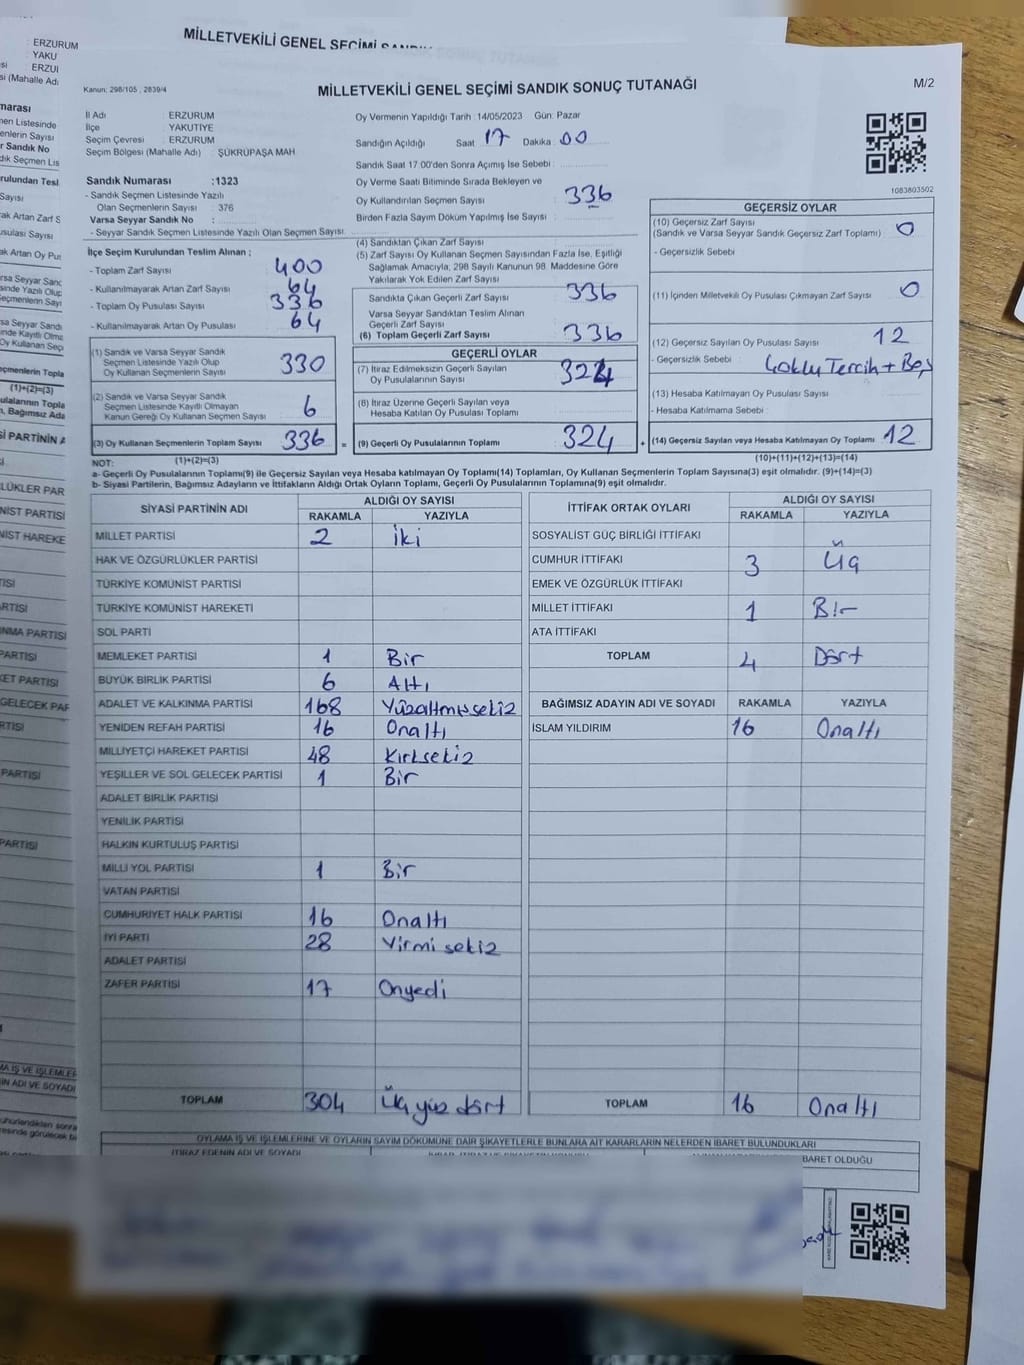 ERZURUM
YAKU
ERZUI
si (Mahalle Adı
MİLLETVEKİLİ GENEL SEÇİMİ
Kanun: 298/105 , 2839/4
MİLLETVEKİLİ GENEL SEÇİMİ SANDIK SONUÇ TUTANAĞI
M/2
İl Adı : ERZURUM
İlçe : YAKUTİYE
Seçim Çevresi : ERZURUM
Seçim Bölgesi (Mahalle Adı) : ŞÜKRÜPAŞA MAH.
Oy Vermenin Yapıldığı Tarih : 14/05/2023 Gün: Pazar
Sandığın Açıldığı Saat 17 Dakika : 00
Sandık Saat 17:00'den Sonra Açımış İse Sebebi :
Oy Verme Saati Bitiminde Sırada Bekleyen ve
Oy Kullandırılan Seçmen Sayısı : 336
Birden Fazla Sayım Döküm Yapılmış İse Sayısı :
1083803502
Sandık Numarası : 1323
- Sandık Seçmen Listesinde Yazılı
Olan Seçmenlerin Sayısı : 376
Varsa Seyyar Sandık No :
- Seyyar Sandık Seçmen Listesinde Yazılı Olan Seçmen Sayısı:
İlçe Seçim Kurulundan Teslim Alınan ;
- Toplam Zarf Sayısı 400
- Kullanılmayarak Artan Zarf Sayısı 64
- Toplam Oy Pusulası Sayısı 336
- Kullanılmayarak Artan Oy Pusulası 64
(1) Sandık ve Varsa Seyyar Sandık
Seçmen Listesinde Yazılı Olup
Oy Kullanan Seçmenlerin Sayısı 330
(2) Sandık ve Varsa Seyyar Sandık
Seçmen Listesinde Kayıtlı Olmayan
Kanun Gereği Oy Kullanan Seçmen Sayısı 6
(3) Oy Kullanan Seçmenlerin Toplam Sayısı 336 =
(1)+(2)=(3)
(4) Sandıktan Çıkan Zarf Sayısı
(5) Zarf Sayısı Oy Kullanan Seçmen Sayısından Fazla İse, Eşitliği
Sağlamak Amacıyla, 298 Sayılı Kanunun 98. Maddesine Göre
Yakılarak Yok Edilen Zarf Sayısı
Sandıkta Çıkan Geçerli Zarf Sayısı 336
Varsa Seyyar Sandıktan Teslim Alınan
Geçerli Zarf Sayısı
(6) Toplam Geçerli Zarf Sayısı 336
GEÇERLİ OYLAR
(7) İtiraz Edilmeksizin Geçerli Sayılan
Oy Pusulalarının Sayısı 324
(8) İtiraz Üzerine Geçerli Sayılan veya
Hesaba Katılan Oy Pusulası Toplamı
(9) Geçerli Oy Pusulalarının Toplamı 324 +
GEÇERSİZ OYLAR
(10) Geçersiz Zarf Sayısı
(Sandık ve Varsa Seyyar Sandık Geçersiz Zarf Toplamı) : 0
- Geçersizlik Sebebi :
(11) İçinden Milletvekili Oy Pusulası Çıkmayan Zarf Sayısı : 0
(12) Geçersiz Sayılan Oy Pusulası Sayısı : 12
- Geçersizlik Sebebi : Çoklu Tercih + Boş
(13) Hesaba Katılmayan Oy Pusulası Sayısı :
- Hesaba Katılmama Sebebi :
(14) Geçersiz Sayılan veya Hesaba Katılmayan Oy Toplamı 12
(10)+(11)+(12)+(13)=(14)
NOT:
a- Geçerli Oy Pusulalarının Toplamı(9) ile Geçersiz Sayılan veya Hesaba katılmayan Oy Toplamı(14) Toplamları, Oy Kullanan Seçmenlerin Toplam Sayısına(3) eşit olmalıdır. (9)+(14)=(3)
b- Siyasi Partilerin, Bağımsız Adayların ve İttifakların Aldığı Ortak Oyların Toplamı, Geçerli Oy Pusulalarının Toplamına(9) eşit olmalıdır.
SİYASİ PARTİNİN ADI ALDIĞI OY SAYISI
RAKAMLA YAZIYLA
MİLLET PARTİSİ 2 İki
HAK VE ÖZGÜRLÜKLER PARTİSİ
TÜRKİYE KOMÜNİST PARTİSİ
TÜRKİYE KOMÜNİST HAREKETİ
SOL PARTİ
MEMLEKET PARTİSİ 1 Bir
BÜYÜK BİRLİK PARTİSİ 6 Altı
ADALET VE KALKINMA PARTİSİ 168 Yüzaltmışsekiz
YENİDEN REFAH PARTİSİ 16 Onaltı
MİLLİYETÇİ HAREKET PARTİSİ 48 Kırksekiz
YEŞİLLER VE SOL GELECEK PARTİSİ 1 Bir
ADALET BİRLİK PARTİSİ
YENİLİK PARTİSİ
HALKIN KURTULUŞ PARTİSİ
MİLLİ YOL PARTİSİ 1 Bir
VATAN PARTİSİ
CUMHURİYET HALK PARTİSİ 16 Onaltı
İYİ PARTİ 28 Yirmi sekiz
ADALET PARTİSİ
ZAFER PARTİSİ 17 Onyedi
TOPLAM 304 Üç yüz dört
İTTİFAK ORTAK OYLARI ALDIĞI OY SAYISI
RAKAMLA YAZIYLA
SOSYALİST GÜÇ BİRLİĞİ İTTİFAKI
CUMHUR İTTİFAKI 3 Üç
EMEK VE ÖZGÜRLÜK İTTİFAKI
MİLLET İTTİFAKI 1 Bir
ATA İTTİFAKI
TOPLAM 4 Dört
BAĞIMSIZ ADAYIN ADI VE SOYADI RAKAMLA YAZIYLA
İSLAM YILDIRIM 16 Onaltı
TOPLAM 16 Onaltı
OYLAMA İŞ VE İŞLEMLERİNE VE OYLARIN SAYIM DÖKÜMÜNE DAİR ŞİKAYETLERLE BUNLARA AİT KARARLARIN NELERDEN İBARET BULUNDUKLARI
İTİRAZ EDENİN ADI VE SOYADI
BARET OLDUĞU